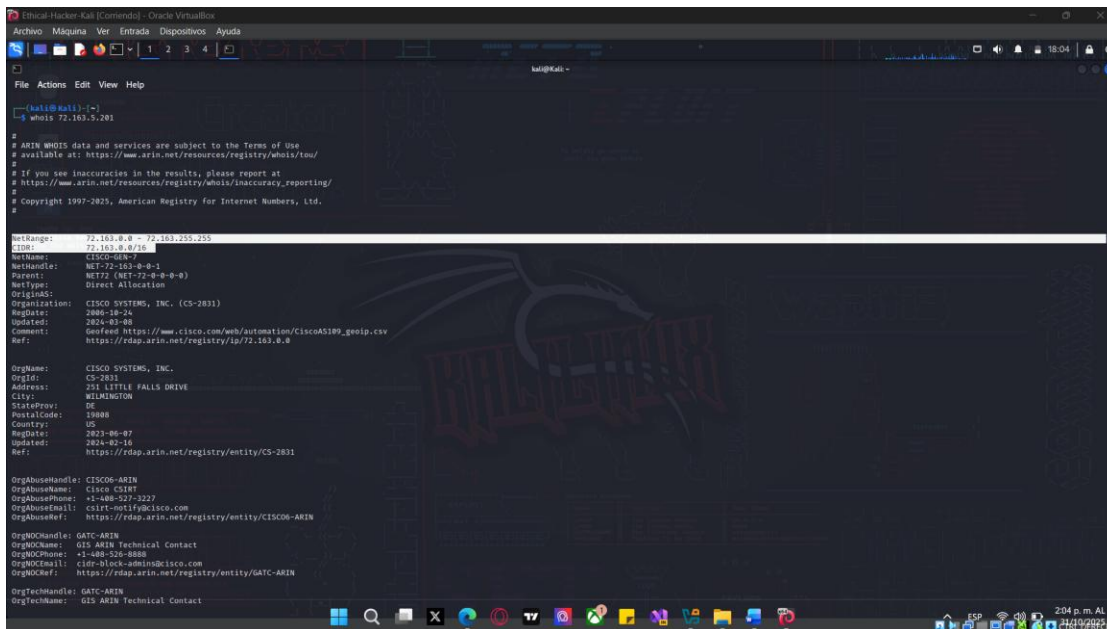 Ethical-Hacker-Kali [Corriendo] - Oracle VirtualBox
Archivo Máquina Ver Entrada Dispositivos Ayuda
1 2 3 4
18:04
kali@Kali: ~
File Actions Edit View Help
(kali㉿Kali)-[~]
$ whois 72.163.5.201
#
# ARIN WHOIS data and services are subject to the Terms of Use
# available at: https://www.arin.net/resources/registry/whois/tou/
#
# If you see inaccuracies in the results, please report at
# https://www.arin.net/resources/registry/whois/inaccuracy_reporting/
#
# Copyright 1997-2025, American Registry for Internet Numbers, Ltd.
#
NetRange: 72.163.0.0 - 72.163.255.255
CIDR: 72.163.0.0/16
NetName: CISCO-GEN-7
NetHandle: NET-72-163-0-0-1
Parent: NET72 (NET-72-0-0-0-0)
NetType: Direct Allocation
OriginAS:
Organization: CISCO SYSTEMS, INC. (CS-2831)
RegDate: 2006-10-24
Updated: 2024-03-08
Comment: Geofeed https://www.cisco.com/web/automation/CiscoAS109_geoip.csv
Ref: https://rdap.arin.net/registry/ip/72.163.0.0
OrgName: CISCO SYSTEMS, INC.
OrgId: CS-2831
Address: 251 LITTLE FALLS DRIVE
City: WILMINGTON
StateProv: DE
PostalCode: 19808
Country: US
RegDate: 2023-06-07
Updated: 2024-02-16
Ref: https://rdap.arin.net/registry/entity/CS-2831
OrgAbuseHandle: CISCO6-ARIN
OrgAbuseName: Cisco CSIRT
OrgAbusePhone: +1-408-527-3227
OrgAbuseEmail: csirt-notify@cisco.com
OrgAbuseRef: https://rdap.arin.net/registry/entity/CISCO6-ARIN
OrgNOCHandle: GATC-ARIN
OrgNOCName: GIS ARIN Technical Contact
OrgNOCPhone: +1-408-526-8888
OrgNOCEmail: cidr-block-admins@cisco.com
OrgNOCRef: https://rdap.arin.net/registry/entity/GATC-ARIN
OrgTechHandle: GATC-ARIN
OrgTechName: GIS ARIN Technical Contact
KALI LINUX
ESP
2:04 p. m. AL
31/10/2025